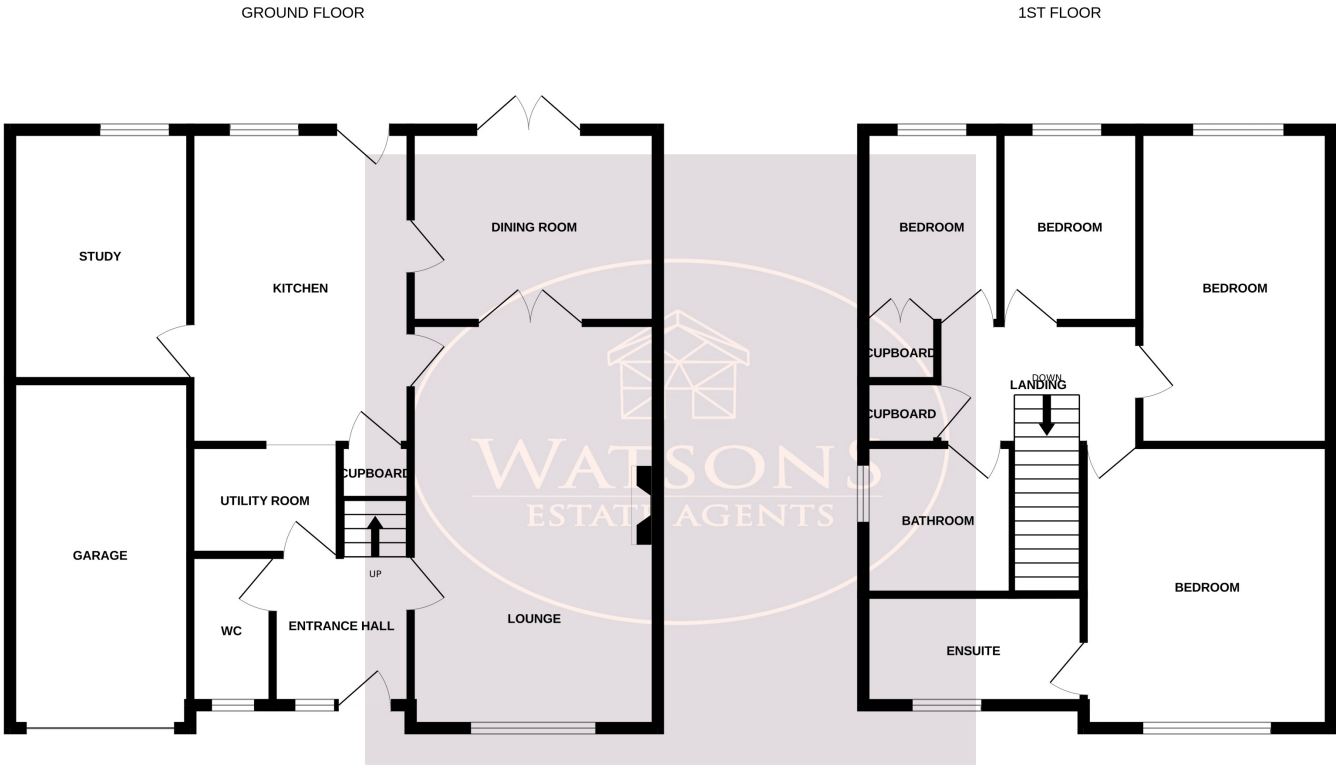 GROUND FLOOR
1ST FLOOR
STUDY
KITCHEN
DINING ROOM
CUPBOARD
UTILITY ROOM
GARAGE
UP
WC
ENTRANCE HALL
LOUNGE
WATSONS
ESTATE AGENTS
BEDROOM
BEDROOM
BEDROOM
CUPBOARD
CUPBOARD
DOWN
LANDING
BATHROOM
BEDROOM
ENSUITE